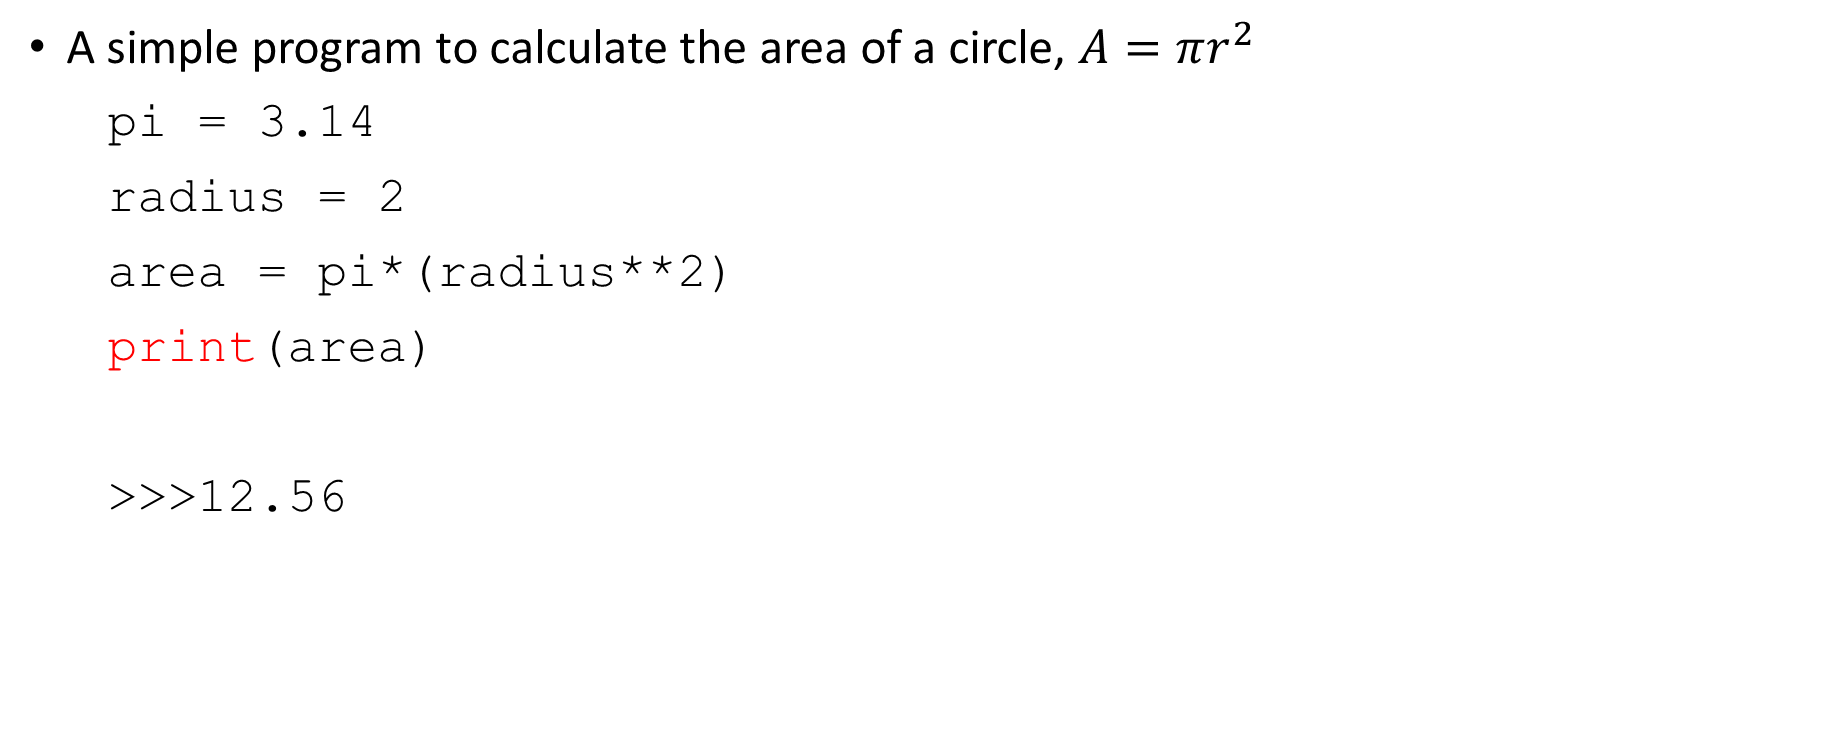 • A simple program to calculate the area of a circle, A = πr²
pi = 3.14
radius = 2
area = pi*(radius**2)
print(area)
>>>12.56